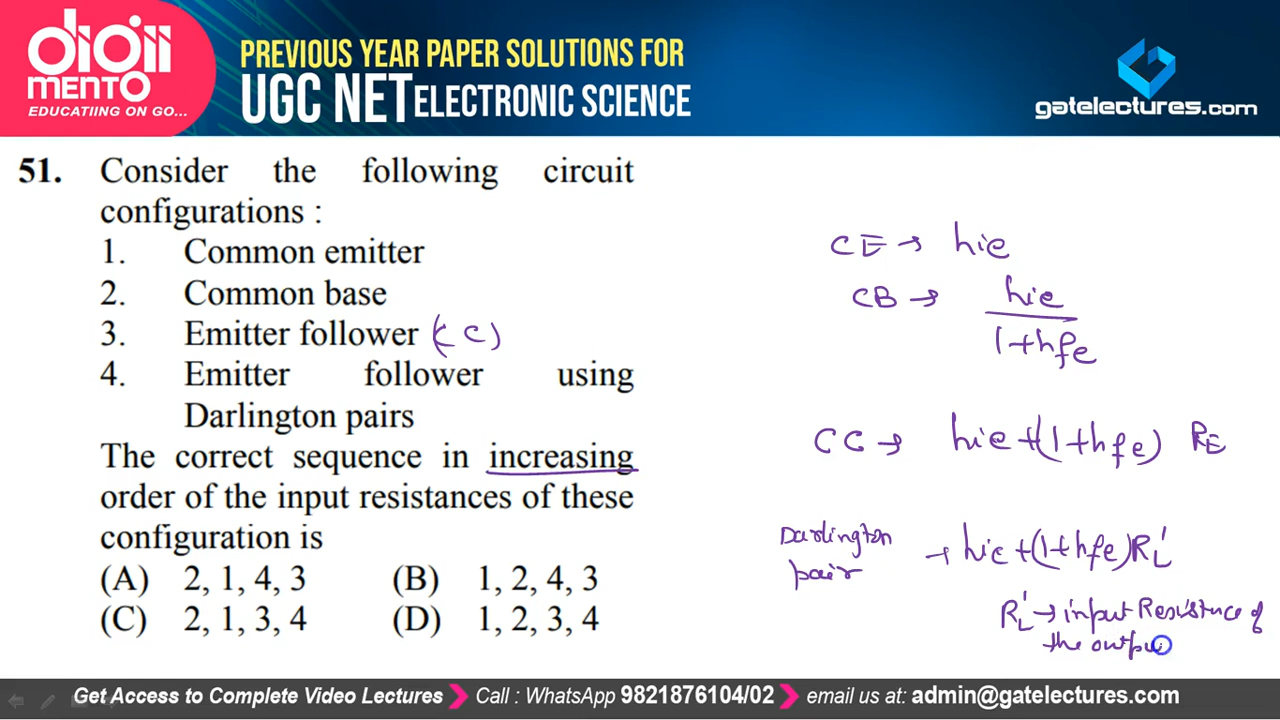 digii
MENTO
EDUCATIING ON GO...
PREVIOUS YEAR PAPER SOLUTIONS FOR
UGC NET ELECTRONIC SCIENCE
gatelectures.com
51. Consider the following circuit
configurations :
1. Common emitter
2. Common base
3. Emitter follower (CC)
4. Emitter follower using
Darlington pairs
The correct sequence in increasing
order of the input resistances of these
configuration is
(A) 2, 1, 4, 3 (B) 1, 2, 4, 3
(C) 2, 1, 3, 4 (D) 1, 2, 3, 4
CE → hie
CB → hie
1+hfe
CC → hie+(1+hfe) RE
Darlington
pair → hie+(1+hfe)RL'
RL' → input Resistance of
the outpu
Get Access to Complete Video Lectures Call : WhatsApp 9821876104/02 email us at: admin@gatelectures.com